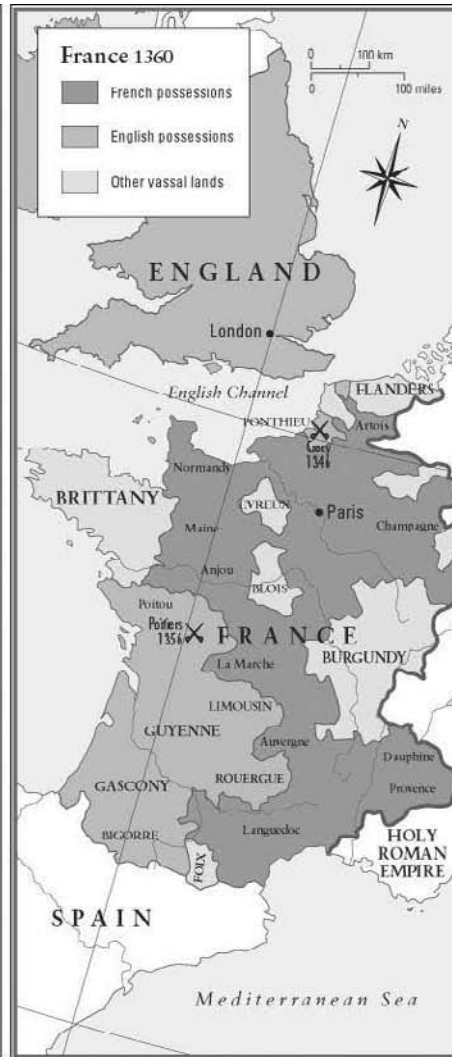 France 1360
French possessions
English possessions
Other vassal lands
0 100 km
0 100 miles
N
ENGLAND
London
English Channel
FLANDERS
PONTHIEU
Artois
Crecy
1346
Normandy
BRITTANY
EVREUX
Paris
Maine
Champagne
Anjou
BLOIS
Poitou
Poitiers
1356
FRANCE
BURGUNDY
La Marche
LIMOUSIN
GUYENNE
Auvergne
Dauphine
ROUERGUE
GASCONY
Provence
Languedoc
BIGORRE
HOLY
ROMAN
EMPIRE
FOIX
SPAIN
Mediterranean Sea